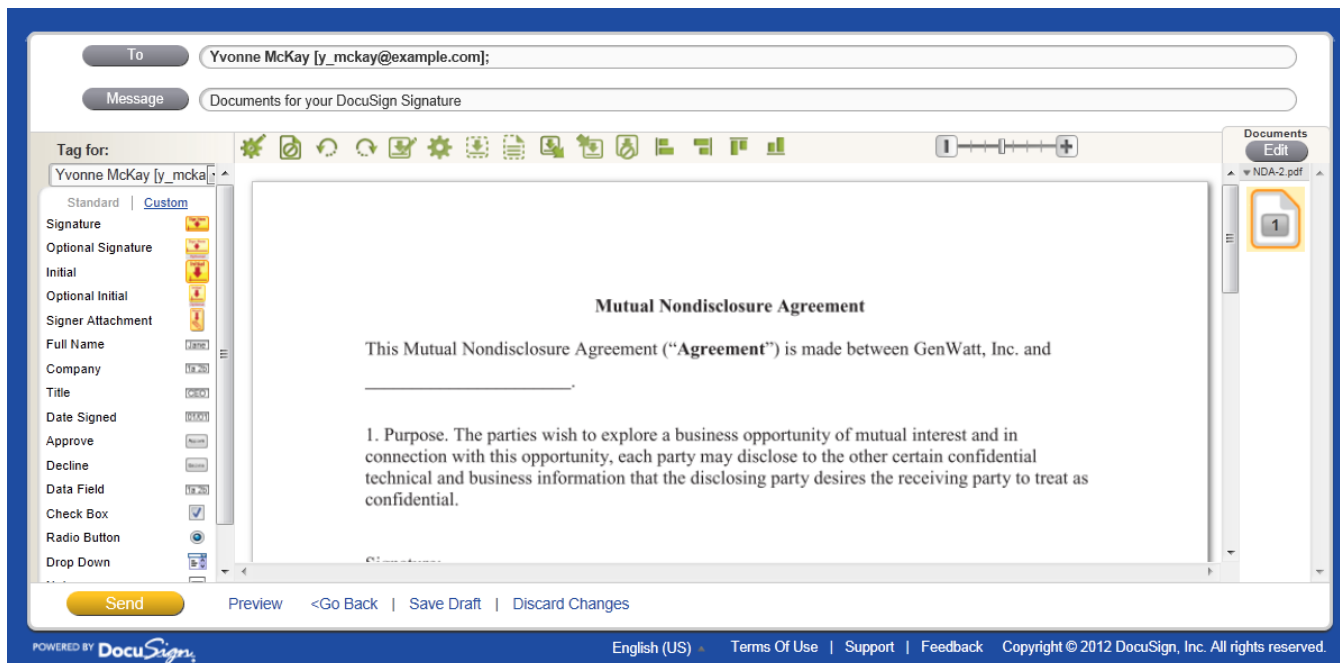 To
Yvonne McKay [y_mckay@example.com];
Message
Documents for your DocuSign Signature
Tag for:
Yvonne McKay [y_mcka
Standard | Custom
Signature
Optional Signature
Initial
Optional Initial
Signer Attachment
Full Name
Company
Title
Date Signed
Approve
Decline
Data Field
Check Box
Radio Button
Drop Down
Mutual Nondisclosure Agreement
This Mutual Nondisclosure Agreement (“Agreement”) is made between GenWatt, Inc. and
______________________.
1. Purpose. The parties wish to explore a business opportunity of mutual interest and in
connection with this opportunity, each party may disclose to the other certain confidential
technical and business information that the disclosing party desires the receiving party to treat as
confidential.
Documents
Edit
NDA-2.pdf
1
Send
Preview <Go Back | Save Draft | Discard Changes
POWERED BY DocuSign
English (US) Terms Of Use | Support | Feedback Copyright © 2012 DocuSign, Inc. All rights reserved.